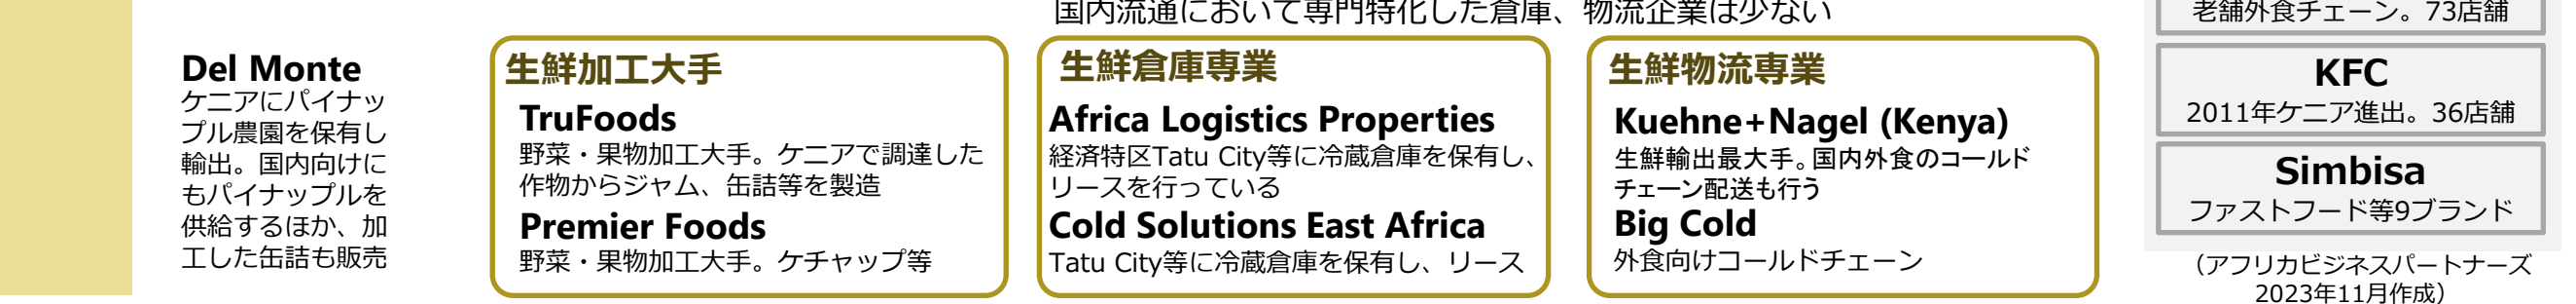 国内流通において専門特化した倉庫、物流企業は少ない
Del Monte
ケニアにパイナッ
プル農園を保有し
輸出。国内向けに
もパイナップルを
供給するほか、加
工した缶詰も販売
生鮮加工大手
TruFoods
野菜・果物加工大手。ケニアで調達した
作物からジャム、缶詰等を製造
Premier Foods
野菜・果物加工大手。ケチャップ等
生鮮倉庫専業
Africa Logistics Properties
経済特区Tatu City等に冷蔵倉庫を保有し、
リースを行っている
Cold Solutions East Africa
Tatu City等に冷蔵倉庫を保有し、リース
生鮮物流専業
Kuehne+Nagel (Kenya)
生鮮輸出最大手。国内外食のコールド
チェーン配送も行う
Big Cold
外食向けコールドチェーン
老舗外食チェーン。73店舗
KFC
2011年ケニア進出。36店舗
Simbisa
ファストフード等9ブランド
（アフリカビジネスパートナーズ
2023年11月作成）